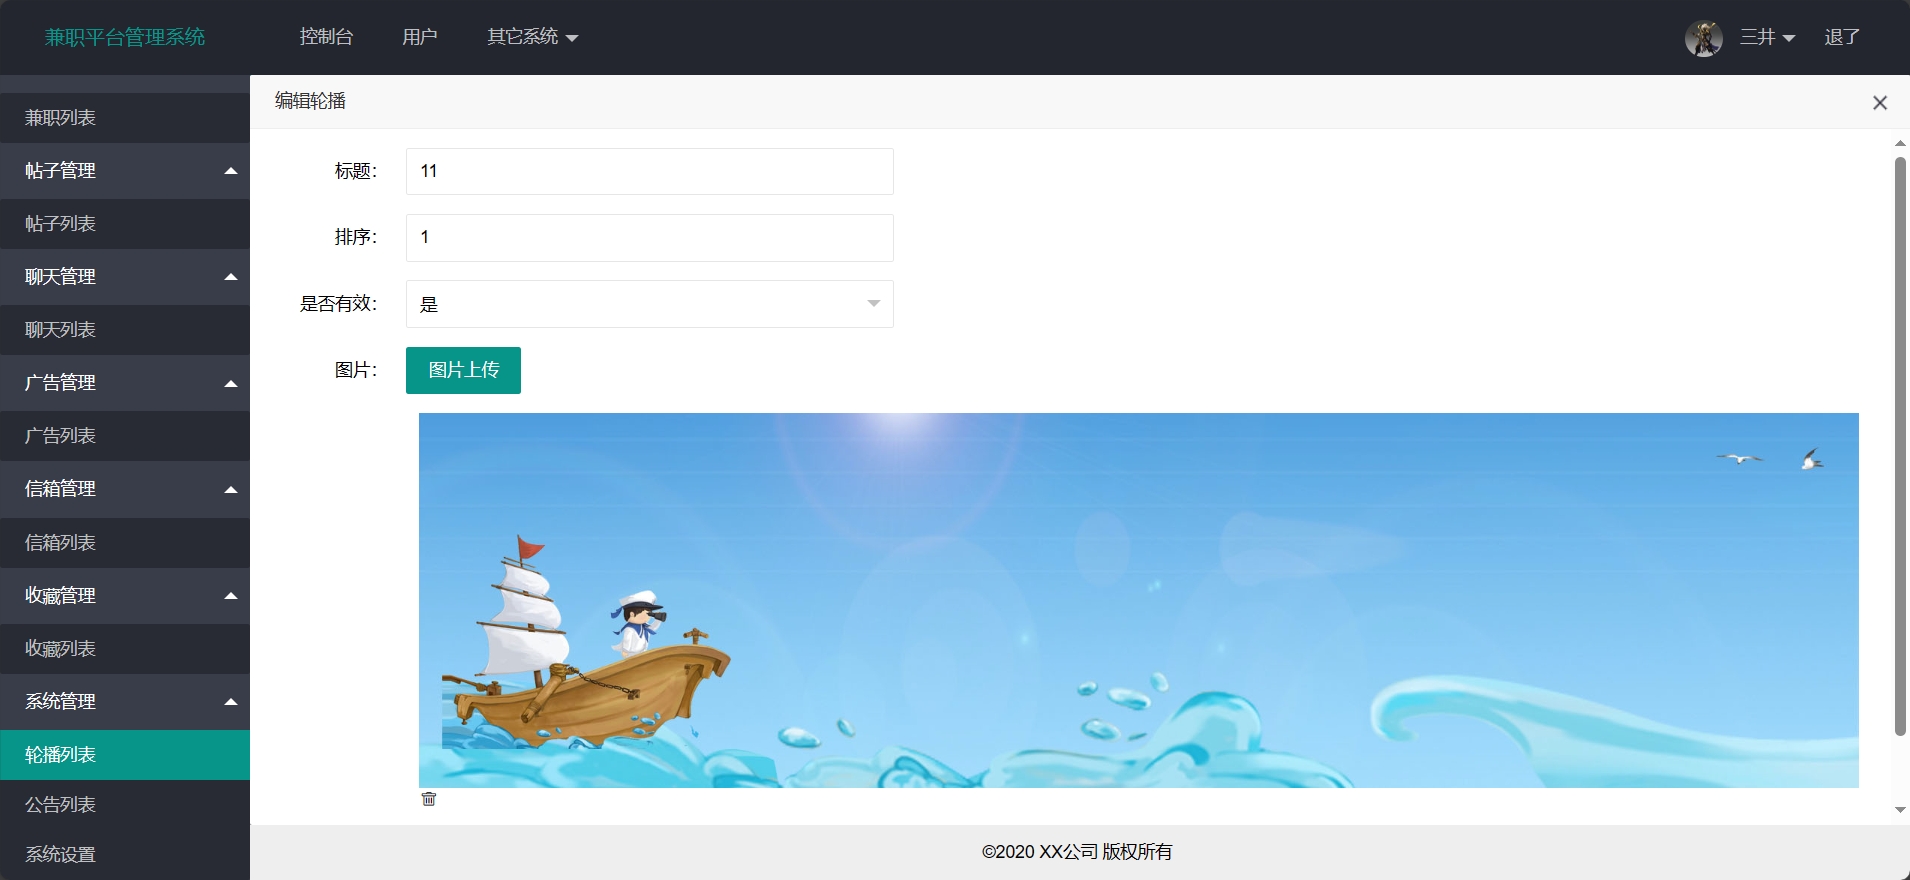 兼职平台管理系统 控制台 用户 其它系统 三井 退了
兼职列表
帖子管理
帖子列表
聊天管理
聊天列表
广告管理
广告列表
信箱管理
信箱列表
收藏管理
收藏列表
系统管理
轮播列表
公告列表
系统设置
编辑轮播
标题： 11
排序： 1
是否有效： 是
图片： 图片上传
©2020 XX公司 版权所有